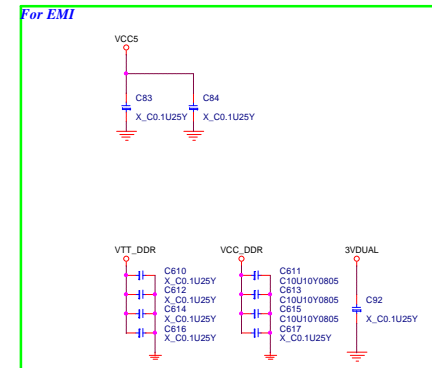 For EMI
VCC5
C83 C84
X_C0.1U25Y X_C0.1U25Y
VTT_DDR VCC_DDR 3VDUAL
C610 C611
X_C0.1U25Y C10U10Y0805
C612 C613
X_C0.1U25Y C10U10Y0805
C614 C615
X_C0.1U25Y C10U10Y0805
C616 C617
X_C0.1U25Y X_C0.1U25Y
C92
X_C0.1U25Y